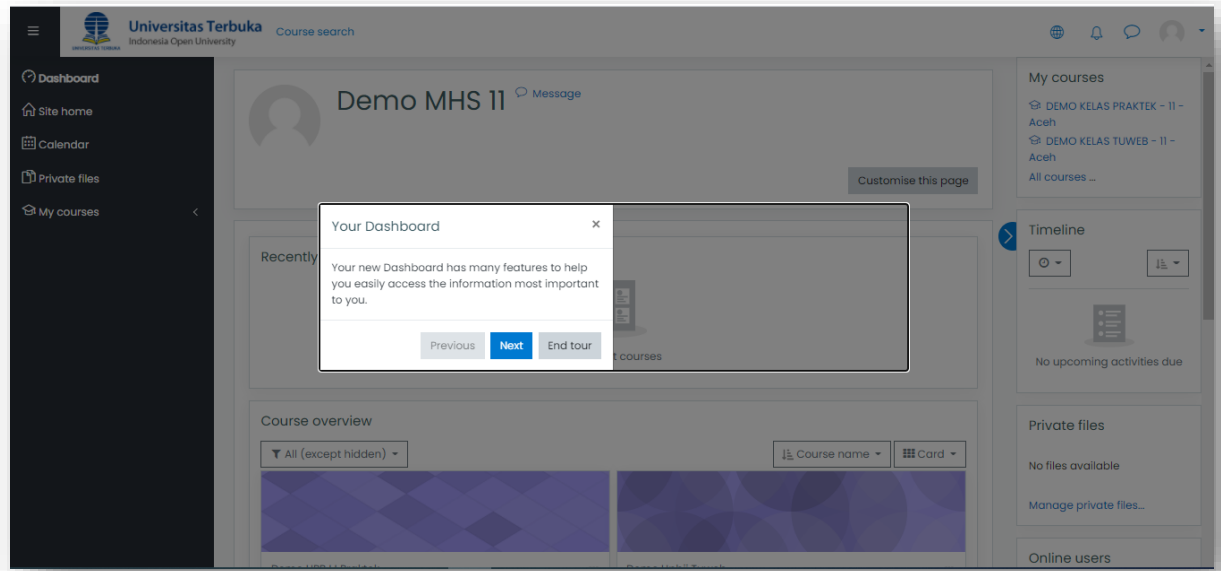 Universitas Terbuka
Indonesia Open University
UNIVERSITAS TERBUKA
Course search
Dashboard
Site home
Calendar
Private files
My courses
Demo MHS 11
Message
Customise this page
Your Dashboard
×
Your new Dashboard has many features to help
you easily access the information most important
to you.
Previous
Next
End tour
Recently
t courses
Course overview
All (except hidden)
Course name
Card
My courses
DEMO KELAS PRAKTEK - 11 -
Aceh
DEMO KELAS TUWEB - 11 -
Aceh
All courses ...
Timeline
No upcoming activities due
Private files
No files available
Manage private files...
Online users